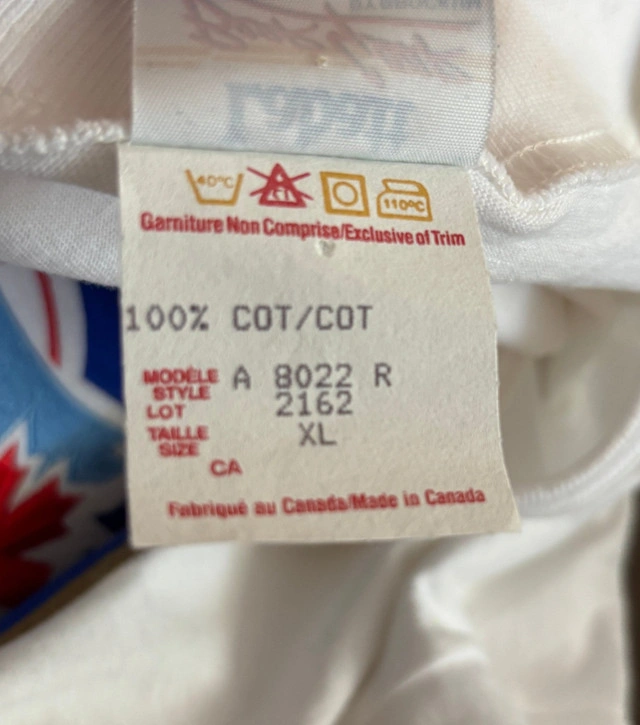 40°C 110°C
Garniture Non Comprise/Exclusive of Trim
100% COT/COT
MODÈLE
STYLE A 8022 R
LOT 2162
TAILLE
SIZE XL
CA
Fabriqué au Canada/Made in Canada